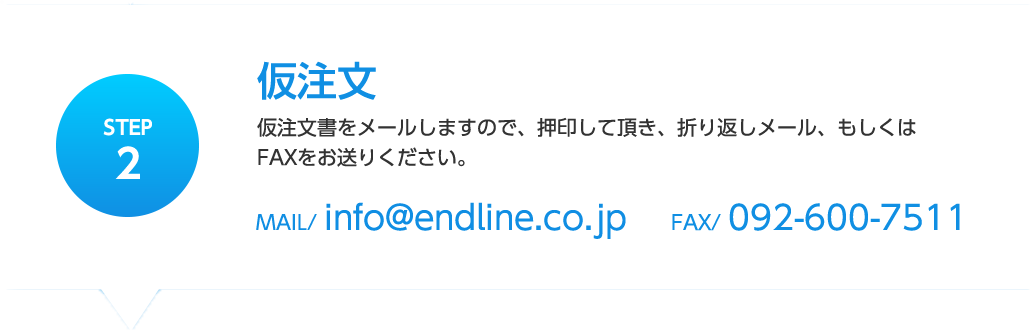 STEP
2
仮注文
仮注文書をメールしますので、押印して頂き、折り返しメール、もしくは
FAXをお送りください。
MAIL/ info@endline.co.jp FAX/ 092-600-7511